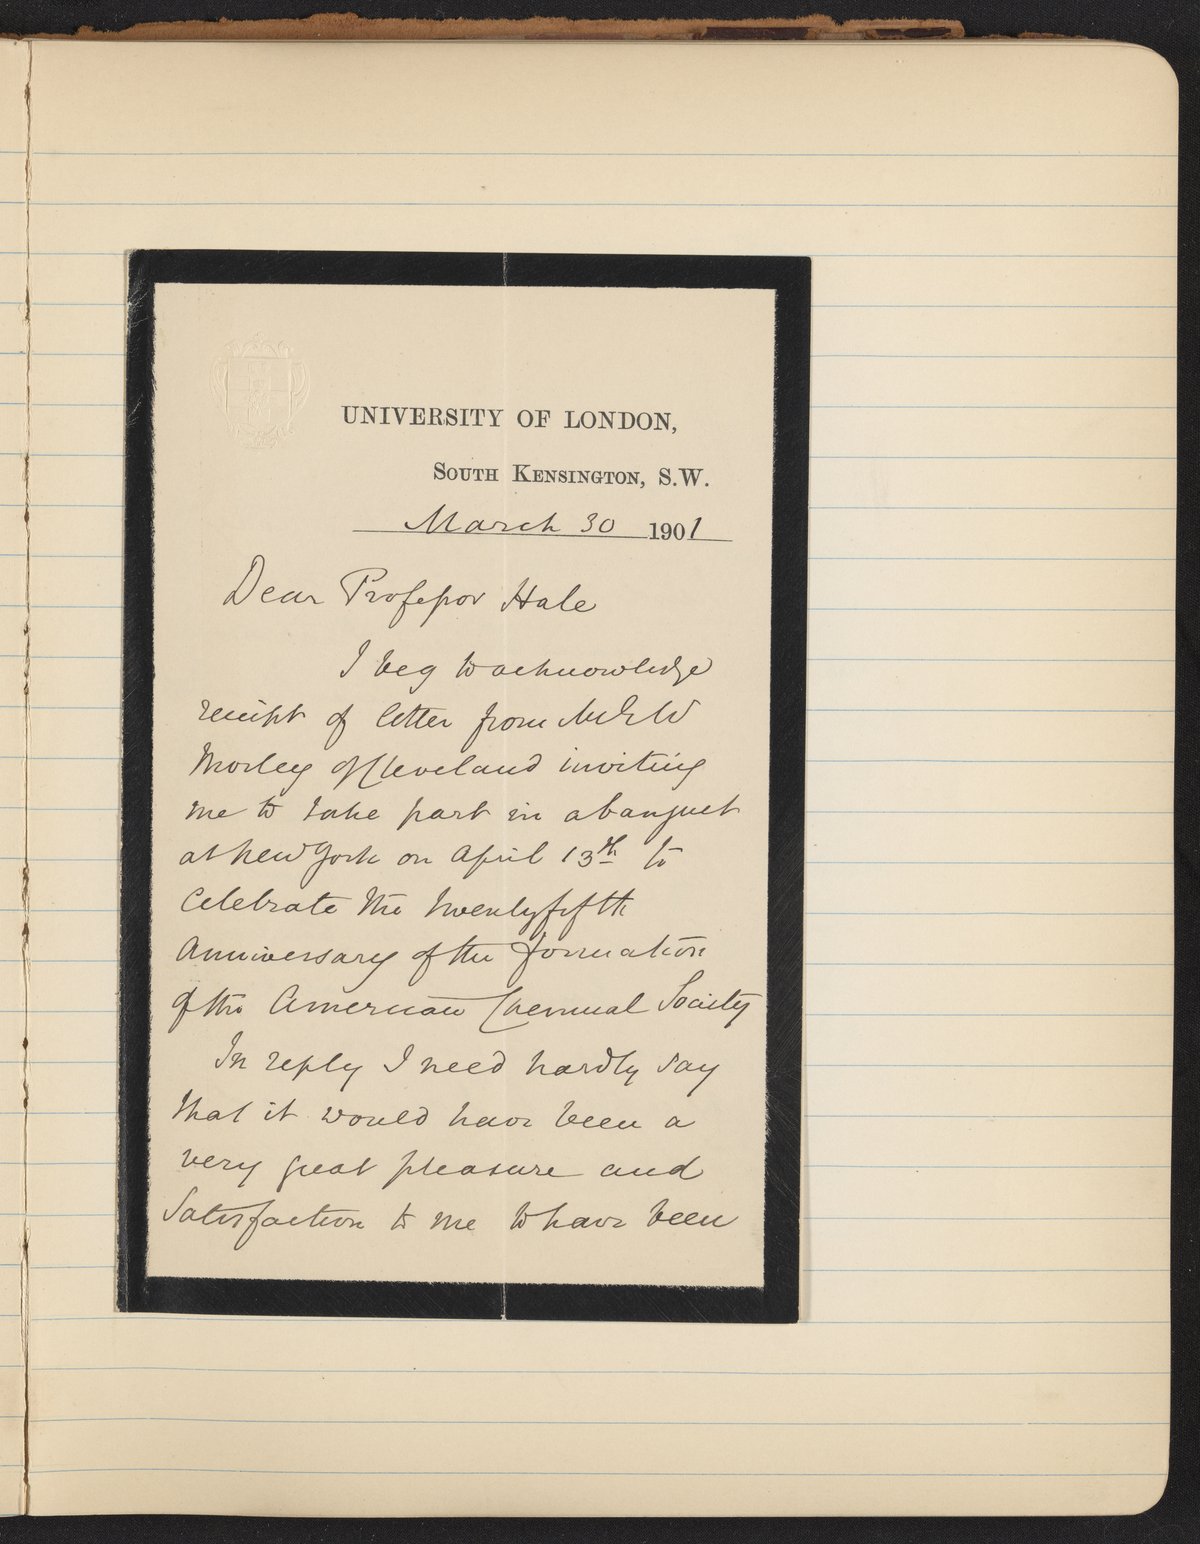 UNIVERSITY OF LONDON,
SOUTH KENSINGTON, S.W.
March 30 1901
Dear Professor Hale
I beg to acknowledge
receipt of letter from Mr E W
Morley of Cleveland inviting
me to take part in a banquet
at New York on April 13th to
celebrate the twentyfifth
Anniversary of the formation
of the American Chemical Society
In reply I need hardly say
that it would have been a
very great pleasure and
Satisfaction to me to have been